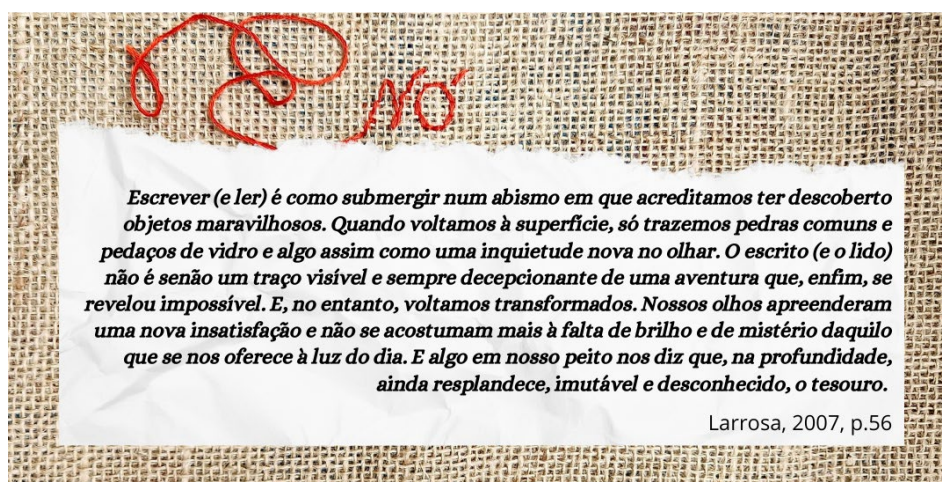 NÓ
Escrever (e ler) é como submergir num abismo em que acreditamos ter descoberto
objetos maravilhosos. Quando voltamos à superfície, só trazemos pedras comuns e
pedaços de vidro e algo assim como uma inquietude nova no olhar. O escrito (e o lido)
não é senão um traço visível e sempre decepcionante de uma aventura que, enfim, se
revelou impossível. E, no entanto, voltamos transformados. Nossos olhos apreenderam
uma nova insatisfação e não se acostumam mais à falta de brilho e de mistério daquilo
que se nos oferece à luz do dia. E algo em nosso peito nos diz que, na profundidade,
ainda resplandece, imutável e desconhecido, o tesouro.
Larrosa, 2007, p.56